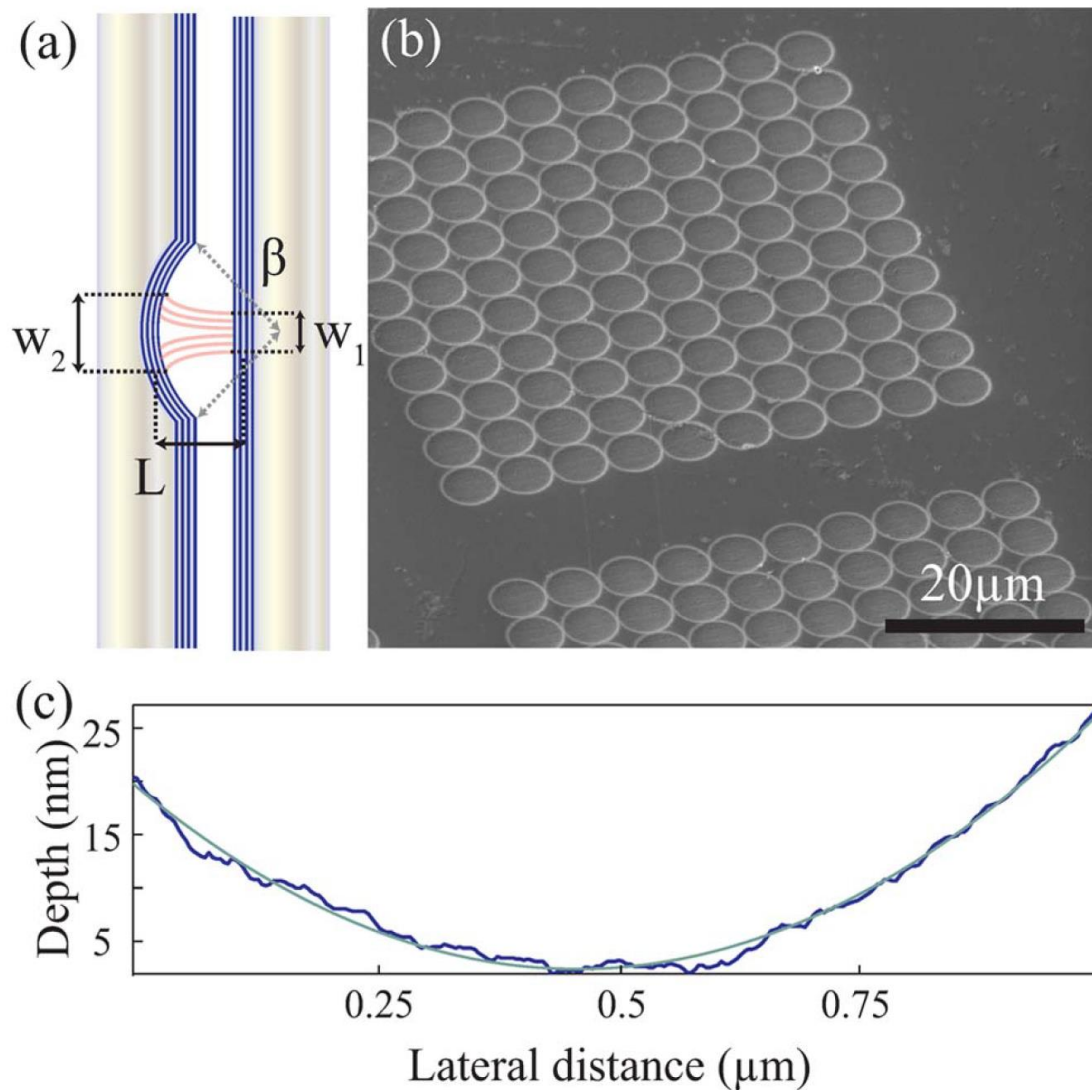 (a)
β
w2
w1
L
(b)
20μm
(c)
Depth (nm)
25
15
5
0.25 0.5 0.75
Lateral distance (μm)